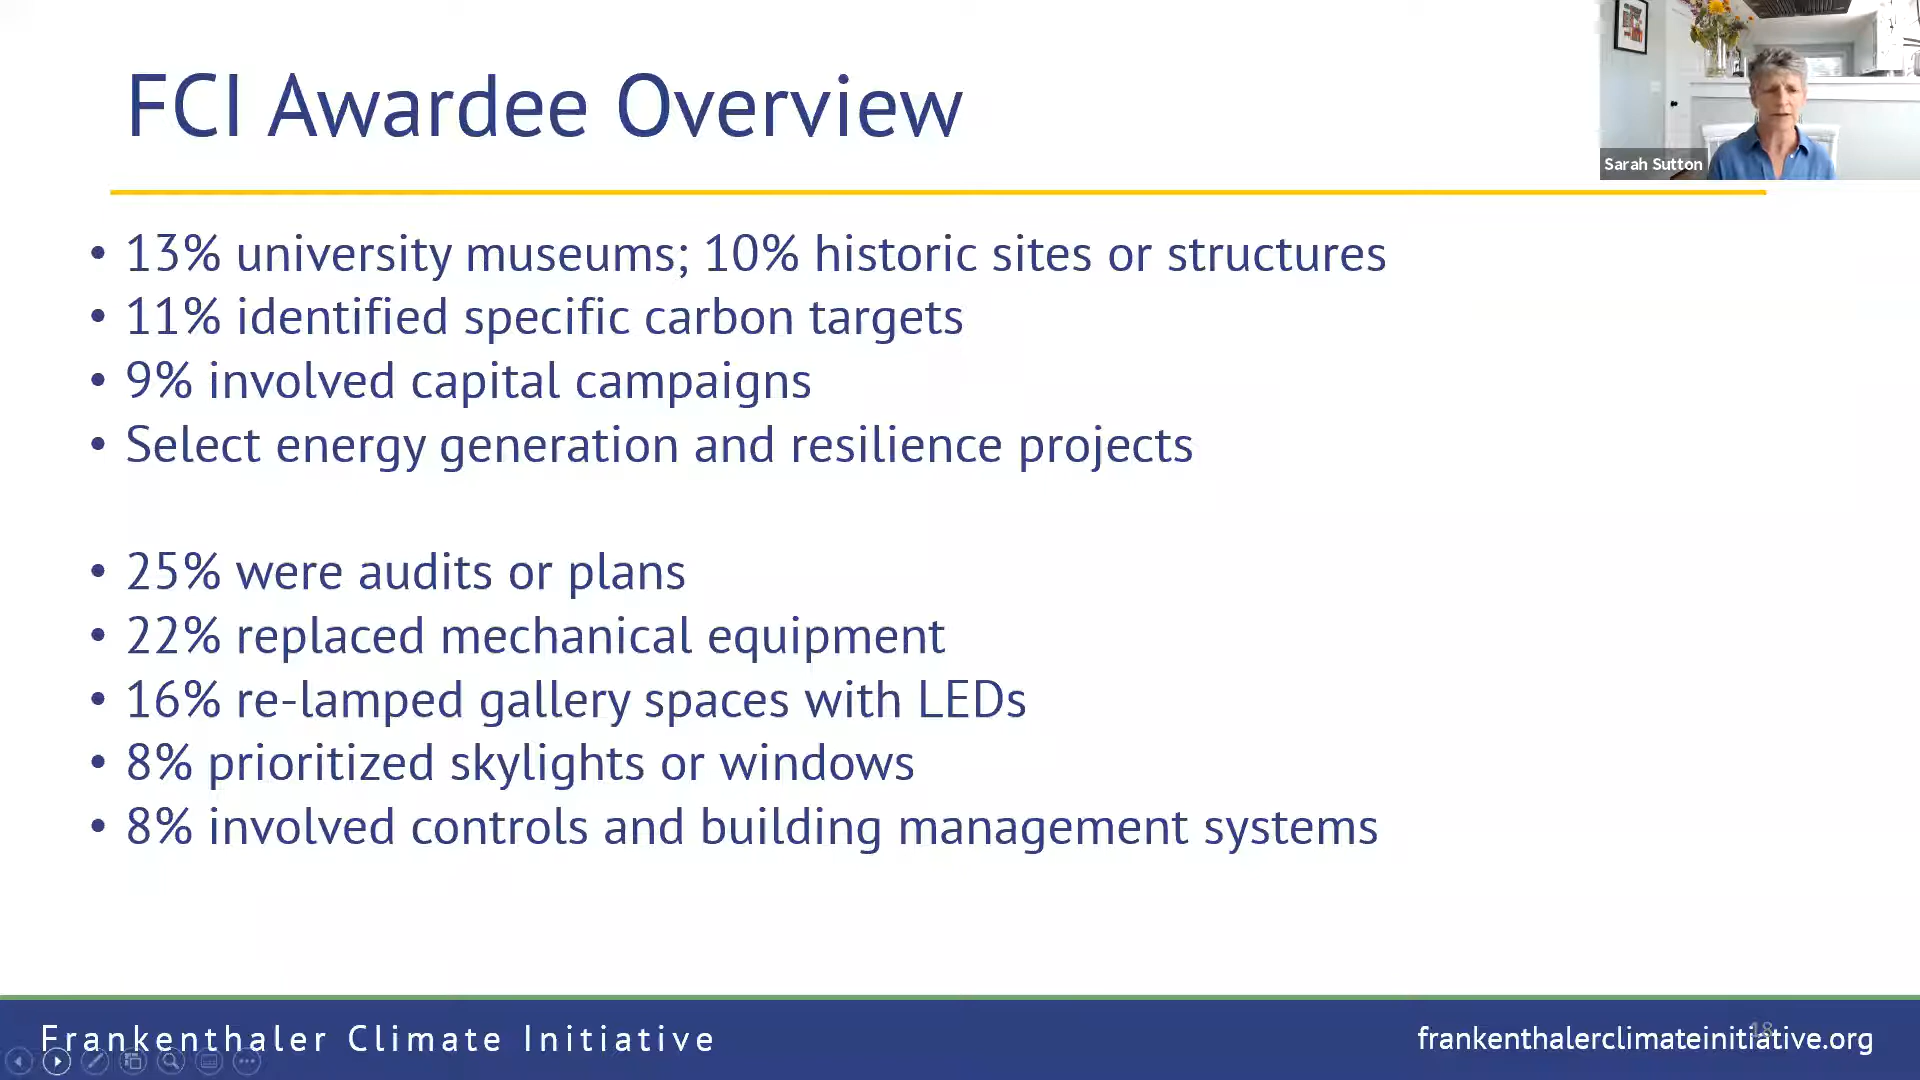 FCI Awardee Overview
Sarah Sutton
• 13% university museums; 10% historic sites or structures
• 11% identified specific carbon targets
• 9% involved capital campaigns
• Select energy generation and resilience projects
• 25% were audits or plans
• 22% replaced mechanical equipment
• 16% re-lamped gallery spaces with LEDs
• 8% prioritized skylights or windows
• 8% involved controls and building management systems
18
Frankenthaler Climate Initiative
frankenthalerclimateinitiative.org